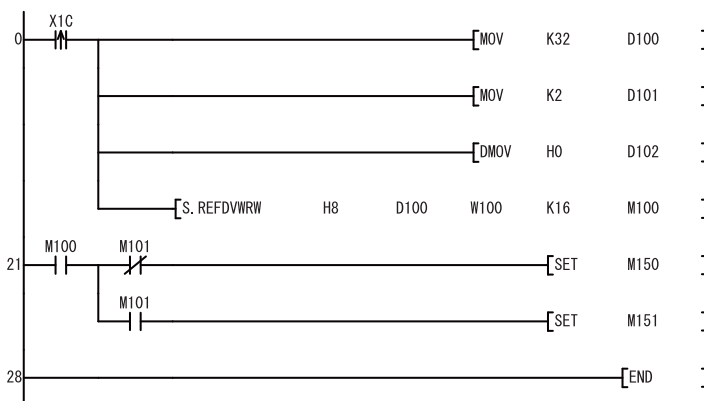 X1C
0 MOV K32 D100
MOV K2 D101
DMOV H0 D102
S.REFDVWRW H8 D100 W100 K16 M100
M100 M101
21 SET M150
M101
SET M151
28 END